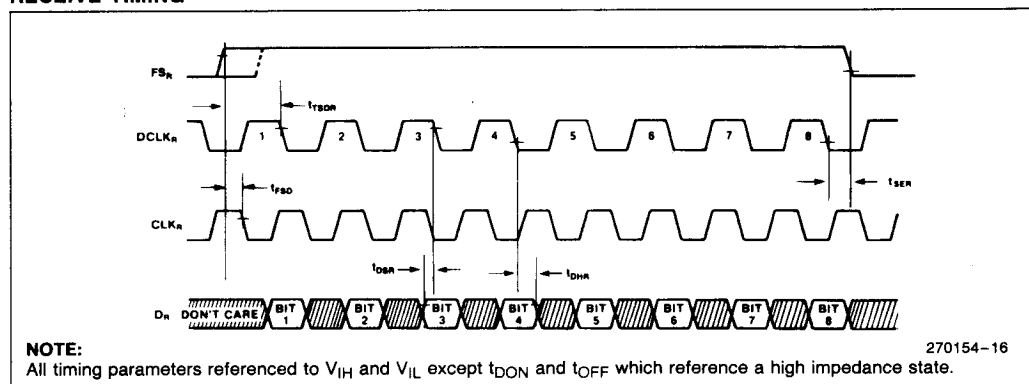 RECEIVE TIMING
FSR
tTSDR
DCLKR 1 2 3 4 5 6 7 8
tSER
tFSD
CLKR
tDSR tDHR
DR DON'T CARE BIT 1 BIT 2 BIT 3 BIT 4 BIT 5 BIT 6 BIT 7 BIT 8
NOTE: 270154–16
All timing parameters referenced to VIH and VIL except tDON and tOFF which reference a high impedance state.